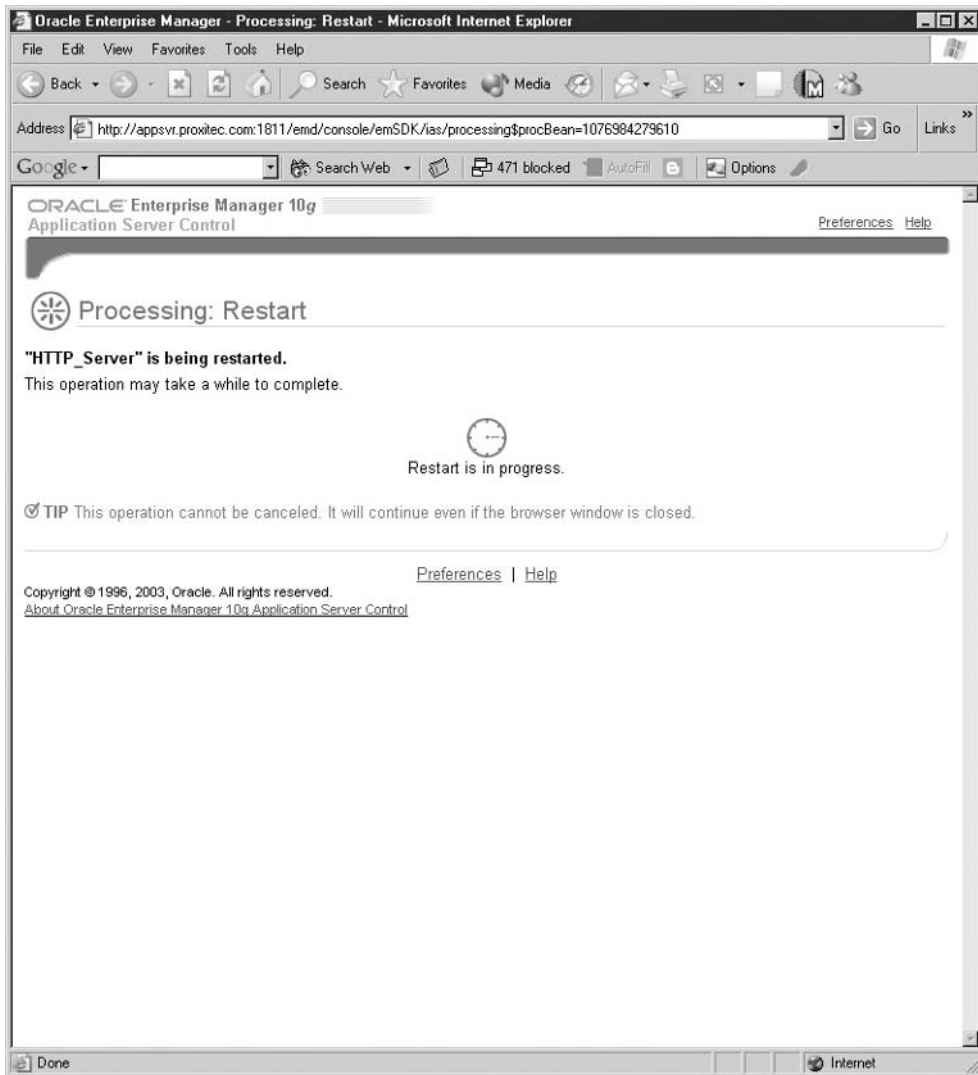 Oracle Enterprise Manager - Processing: Restart - Microsoft Internet Explorer
File Edit View Favorites Tools Help
Back Search Favorites Media
Address http://appsvr.proxitec.com:1811/emd/console/emSDK/ias/processing$procBean=1076984279610 Go Links »
Google Search Web 471 blocked AutoFill Options
ORACLE Enterprise Manager 10g
Application Server Control Preferences Help
Processing: Restart
"HTTP_Server" is being restarted.
This operation may take a while to complete.
Restart is in progress.
TIP This operation cannot be canceled. It will continue even if the browser window is closed.
Preferences | Help
Copyright © 1996, 2003, Oracle. All rights reserved.
About Oracle Enterprise Manager 10g Application Server Control
Done Internet